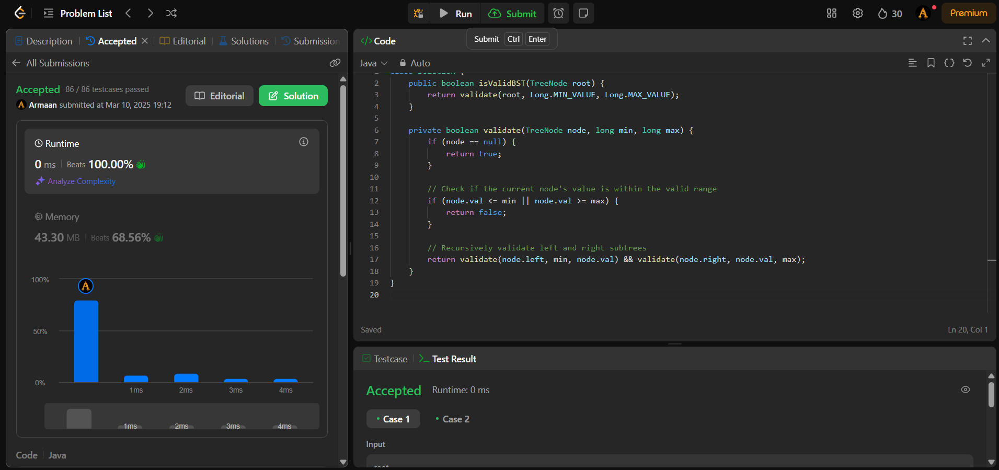 Problem List
Run
Submit
30
Premium
Description
Accepted
Editorial
Solutions
Submission
All Submissions
Accepted 86 / 86 testcases passed
Armaan submitted at Mar 10, 2025 19:12
Editorial
Solution
Runtime
0 ms Beats 100.00%
Analyze Complexity
Memory
43.30 MB Beats 68.56%
100%
50%
0%
1ms 2ms 3ms 4ms
1ms 2ms 3ms 4ms
Code Java
</> Code
Submit Ctrl Enter
Java Auto
2 public boolean isValidBST(TreeNode root) {
3 return validate(root, Long.MIN_VALUE, Long.MAX_VALUE);
4 }
5
6 private boolean validate(TreeNode node, long min, long max) {
7 if (node == null) {
8 return true;
9 }
10
11 // Check if the current node's value is within the valid range
12 if (node.val <= min || node.val >= max) {
13 return false;
14 }
15
16 // Recursively validate left and right subtrees
17 return validate(node.left, min, node.val) && validate(node.right, node.val, max);
18 }
19 }
20
Saved
Ln 20, Col 1
Testcase
Test Result
Accepted Runtime: 0 ms
Case 1
Case 2
Input